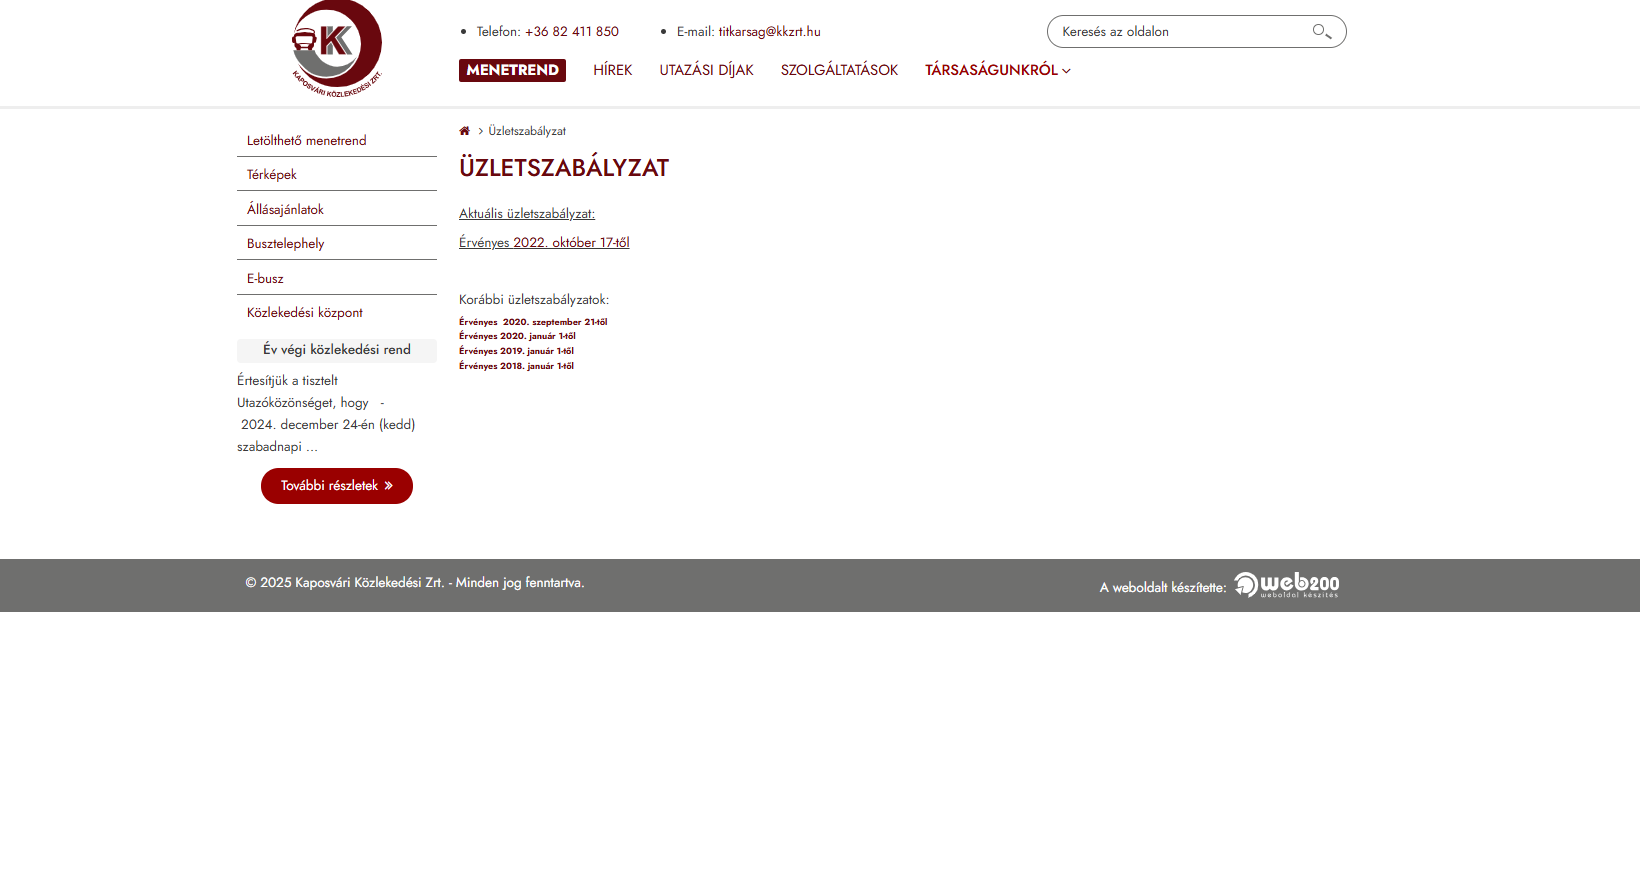 KAPOSVÁRI KÖZLEKEDÉSI ZRT.
Telefon: +36 82 411 850
E-mail: titkarsag@kkzrt.hu
Keresés az oldalon
MENETREND
HÍREK
UTAZÁSI DÍJAK
SZOLGÁLTATÁSOK
TÁRSASÁGUNKRÓL
Letölthető menetrend
Térképek
Állásajánlatok
Busztelephely
E-busz
Közlekedési központ
Év végi közlekedési rend
Értesítjük a tisztelt
Utazóközönséget, hogy -
2024. december 24-én (kedd)
szabadnapi ...
További részletek »
Üzletszabályzat
ÜZLETSZABÁLYZAT
Aktuális üzletszabályzat:
Érvényes 2022. október 17-től
Korábbi üzletszabályzatok:
Érvényes 2020. szeptember 21-től
Érvényes 2020. január 1-től
Érvényes 2019. január 1-től
Érvényes 2018. január 1-től
© 2025 Kaposvári Közlekedési Zrt. - Minden jog fenntartva.
A weboldalt készítette: web200
weboldal készítés